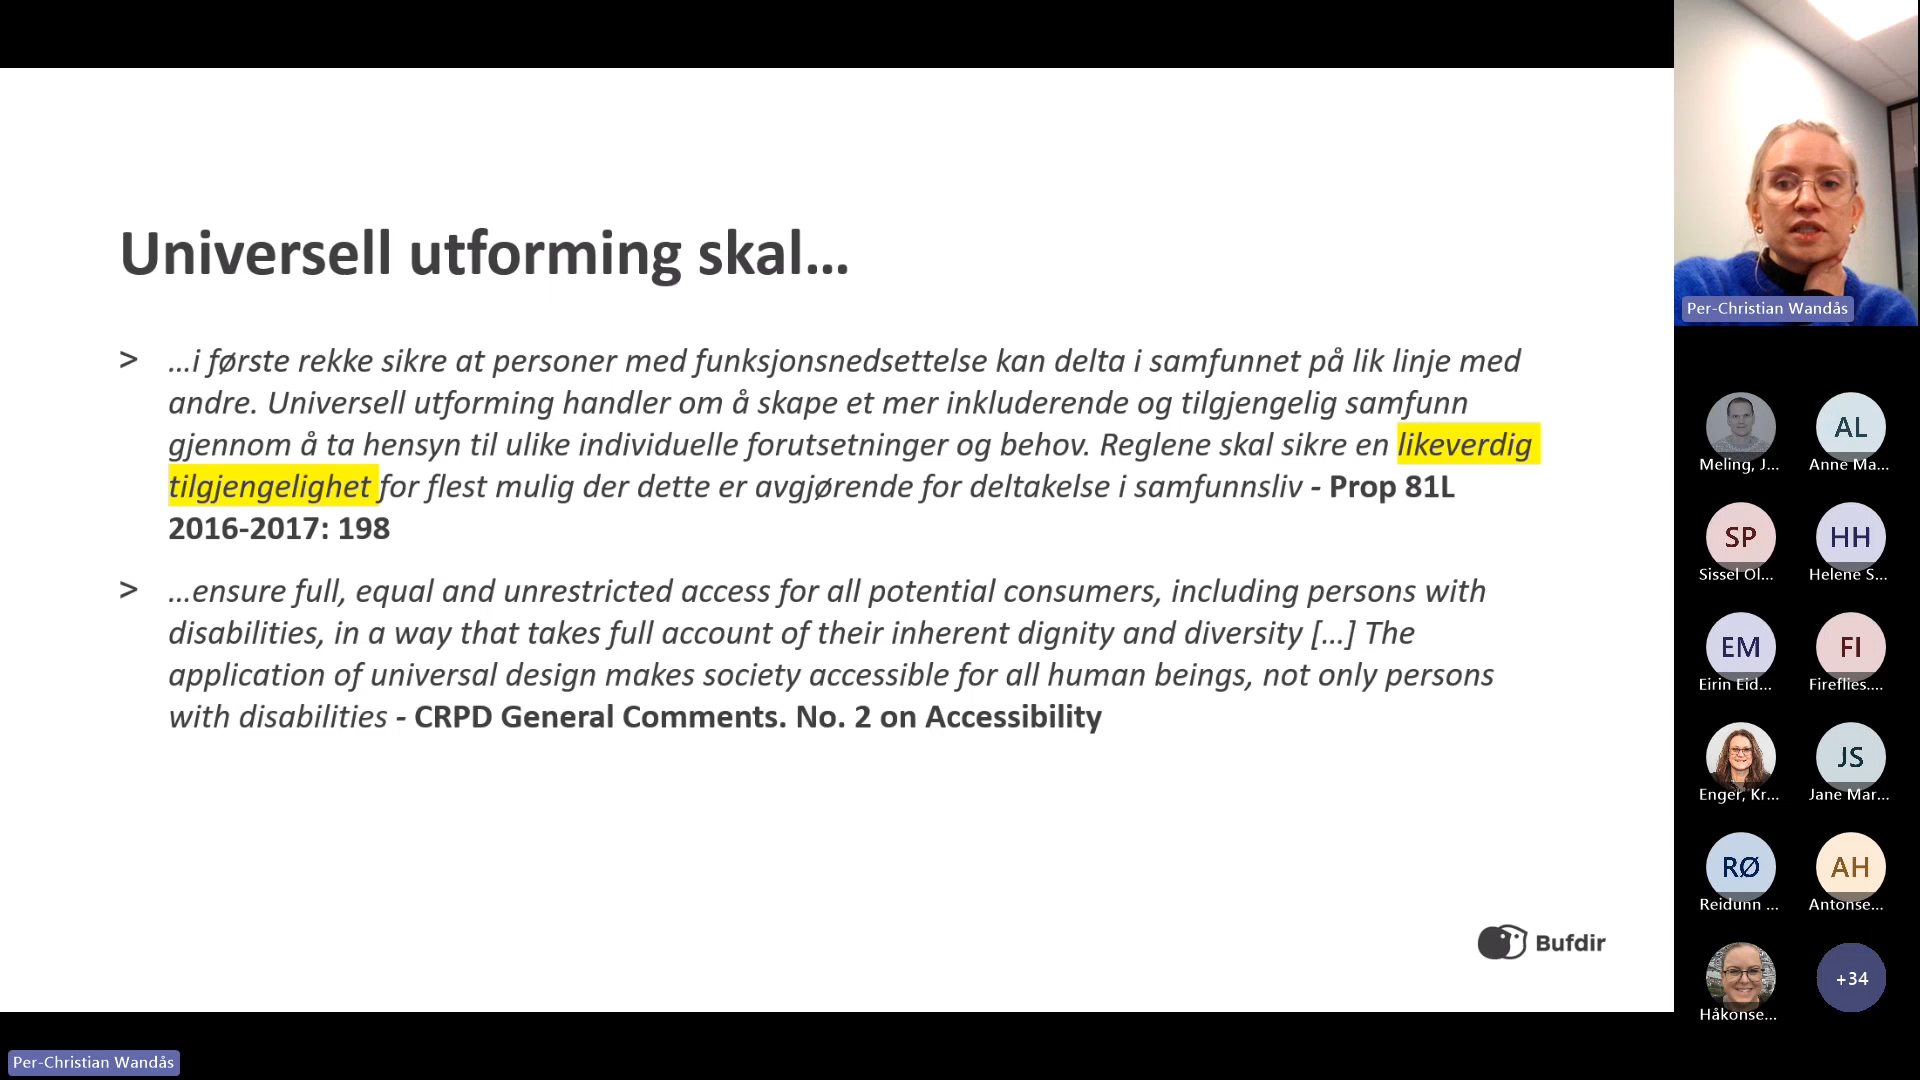 Universell utforming skal...
> ...i første rekke sikre at personer med funksjonsnedsettelse kan delta i samfunnet på lik linje med
andre. Universell utforming handler om å skape et mer inkluderende og tilgjengelig samfunn
gjennom å ta hensyn til ulike individuelle forutsetninger og behov. Reglene skal sikre en likeverdig
tilgjengelighet for flest mulig der dette er avgjørende for deltakelse i samfunnsliv - Prop 81L
2016-2017: 198
> ...ensure full, equal and unrestricted access for all potential consumers, including persons with
disabilities, in a way that takes full account of their inherent dignity and diversity [...] The
application of universal design makes society accessible for all human beings, not only persons
with disabilities - CRPD General Comments. No. 2 on Accessibility
Bufdir
Per-Christian Wandås
Per-Christian Wandås
Meling, J...
AL
Anne Ma...
SP
Sissel Ol...
HH
Helene S...
EM
Eirin Eid...
FI
Fireflies....
Enger, Kr...
JS
Jane Mar...
RØ
Reidunn ...
AH
Antonse...
Håkonse...
+34